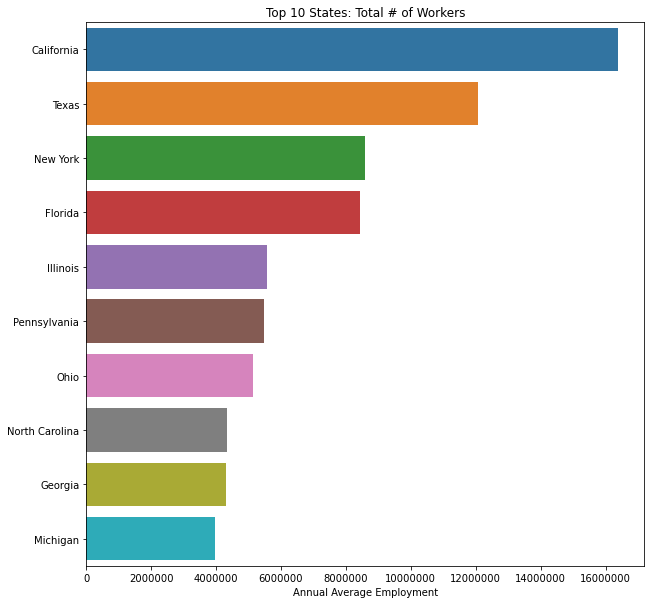 Top 10 States: Total # of Workers
California
Texas
New York
Florida
Illinois
Pennsylvania
Ohio
North Carolina
Georgia
Michigan
0 2000000 4000000 6000000 8000000 10000000 12000000 14000000 16000000
Annual Average Employment